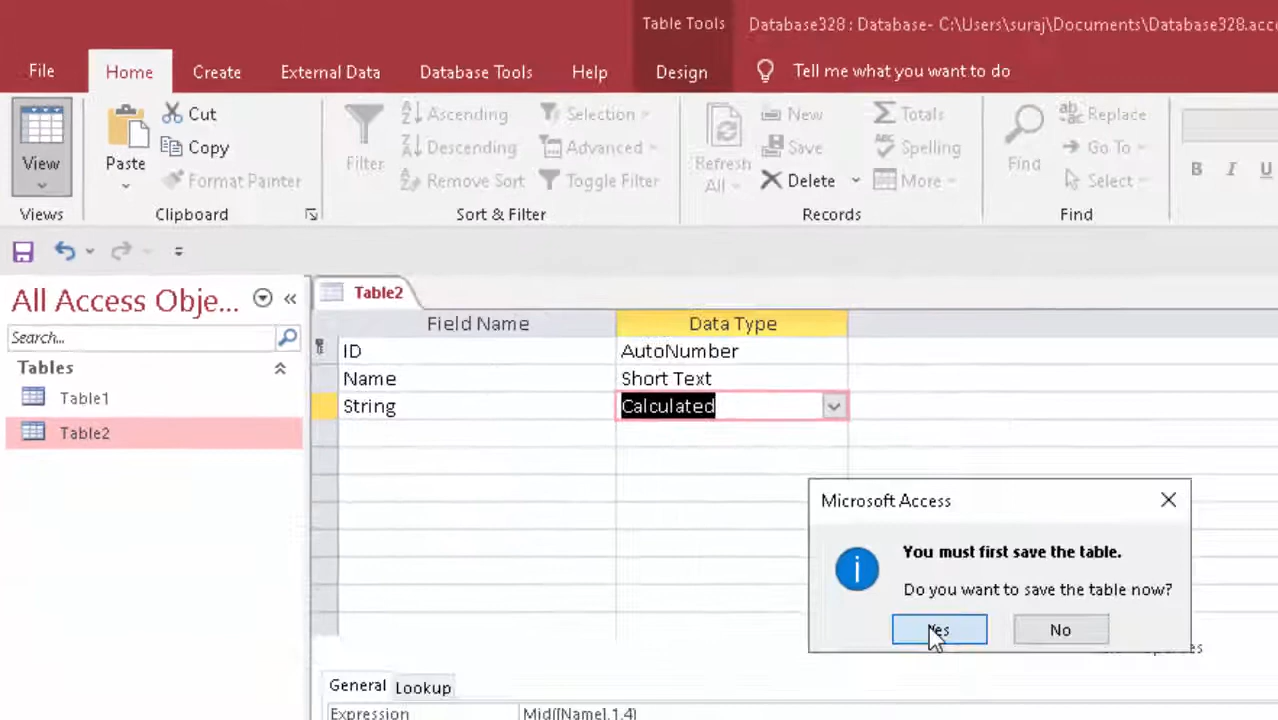 Table Tools
Database328 : Database- C:\Users\suraj\Documents\Database328.acc
File
Home
Create
External Data
Database Tools
Help
Design
Tell me what you want to do
View
Views
Paste
Cut
Copy
Format Painter
Clipboard
Filter
Ascending
Descending
Remove Sort
Selection
Advanced
Toggle Filter
Sort & Filter
Refresh
All
New
Save
Delete
Totals
Spelling
More
Records
Find
Replace
Go To
Select
Find
B I U
All Access Obje...
Search...
Tables
Table1
Table2
Table2
Field Name Data Type
ID AutoNumber
Name Short Text
String Calculated
Microsoft Access
You must first save the table.
Do you want to save the table now?
Yes No
General Lookup
Expression Mid([Name],1,4)